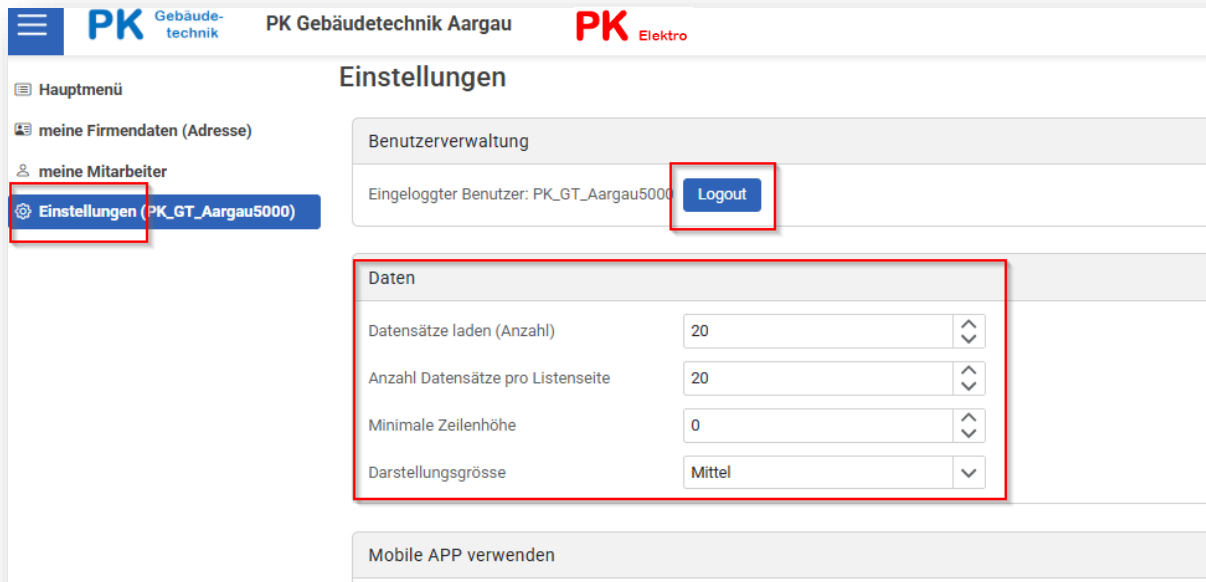 PK Gebäude-
technik
PK Gebäudetechnik Aargau
PK Elektro
Hauptmenü
meine Firmendaten (Adresse)
meine Mitarbeiter
Einstellungen (PK_GT_Aargau5000)
Einstellungen
Benutzerverwaltung
Eingeloggter Benutzer: PK_GT_Aargau5000 Logout
Daten
Datensätze laden (Anzahl) 20
Anzahl Datensätze pro Listenseite 20
Minimale Zeilenhöhe 0
Darstellungsgrösse Mittel
Mobile APP verwenden